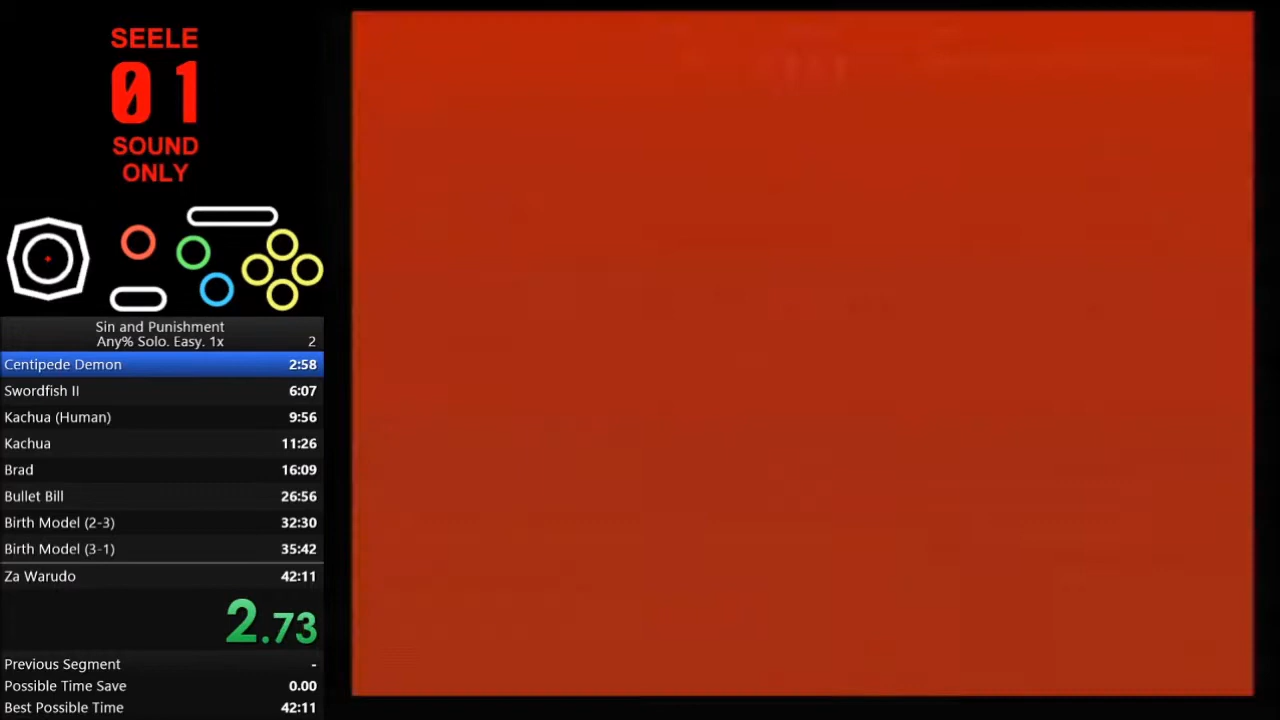 SEELE
01
SOUND
ONLY
Sin and Punishment
Any% Solo. Easy. 1x 2
Centipede Demon 2:58
Swordfish II 6:07
Kachua (Human) 9:56
Kachua 11:26
Brad 16:09
Bullet Bill 26:56
Birth Model (2-3) 32:30
Birth Model (3-1) 35:42
Za Warudo 42:11
2.73
Previous Segment -
Possible Time Save 0.00
Best Possible Time 42:11